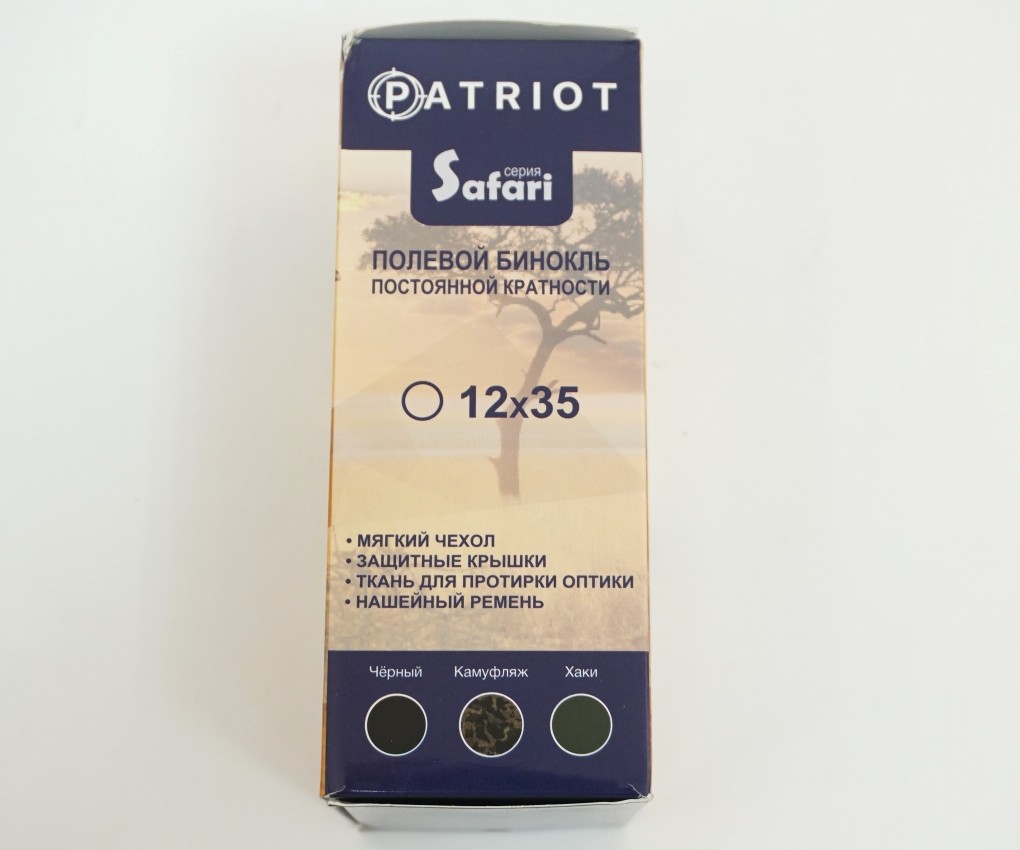 PATRIOT
серия
Safari
ПОЛЕВОЙ БИНОКЛЬ
ПОСТОЯННОЙ КРАТНОСТИ
12x35
• МЯГКИЙ ЧЕХОЛ
• ЗАЩИТНЫЕ КРЫШКИ
• ТКАНЬ ДЛЯ ПРОТИРКИ ОПТИКИ
• НАШЕЙНЫЙ РЕМЕНЬ
Чёрный Камуфляж Хаки